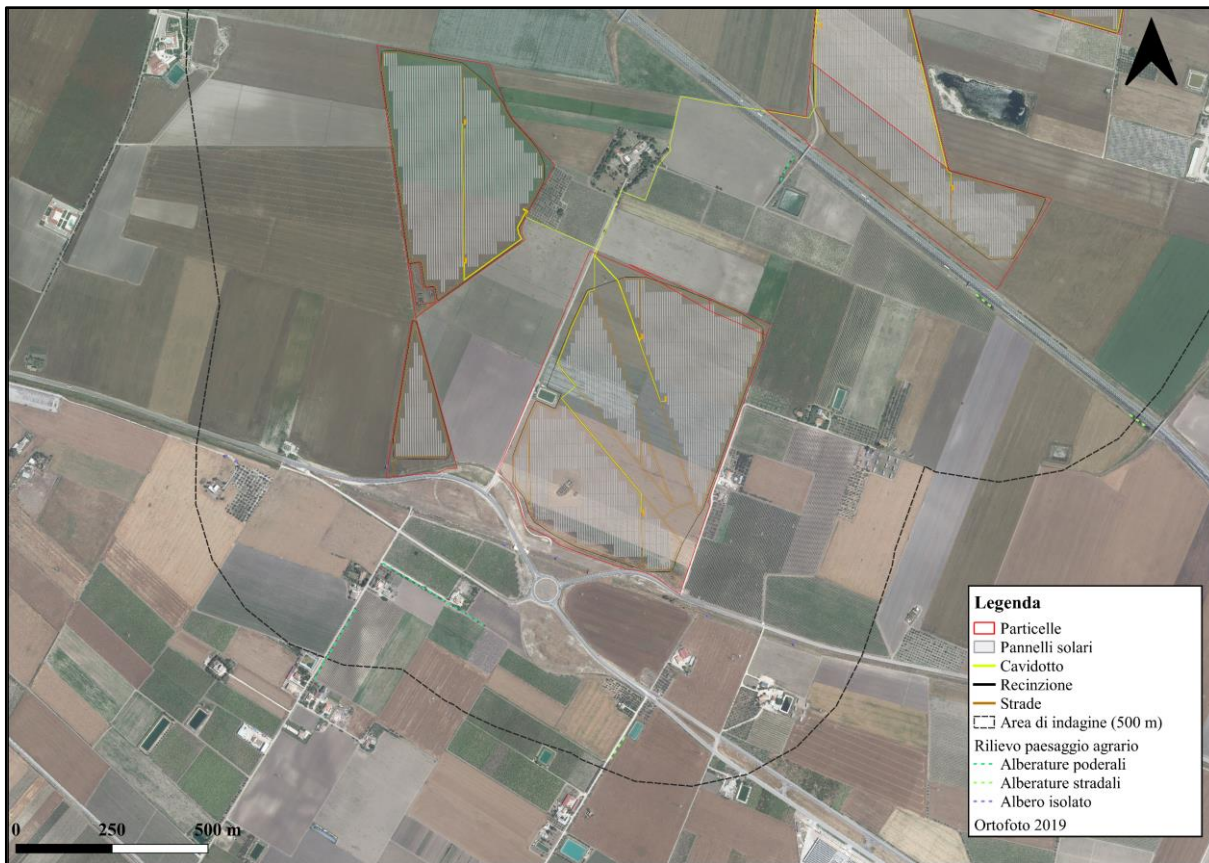 Legenda
Particelle
Pannelli solari
Cavidotto
Recinzione
Strade
Area di indagine (500 m)
Rilievo paesaggio agrario
Alberature poderali
Alberature stradali
Albero isolato
Ortofoto 2019
0 250 500 m